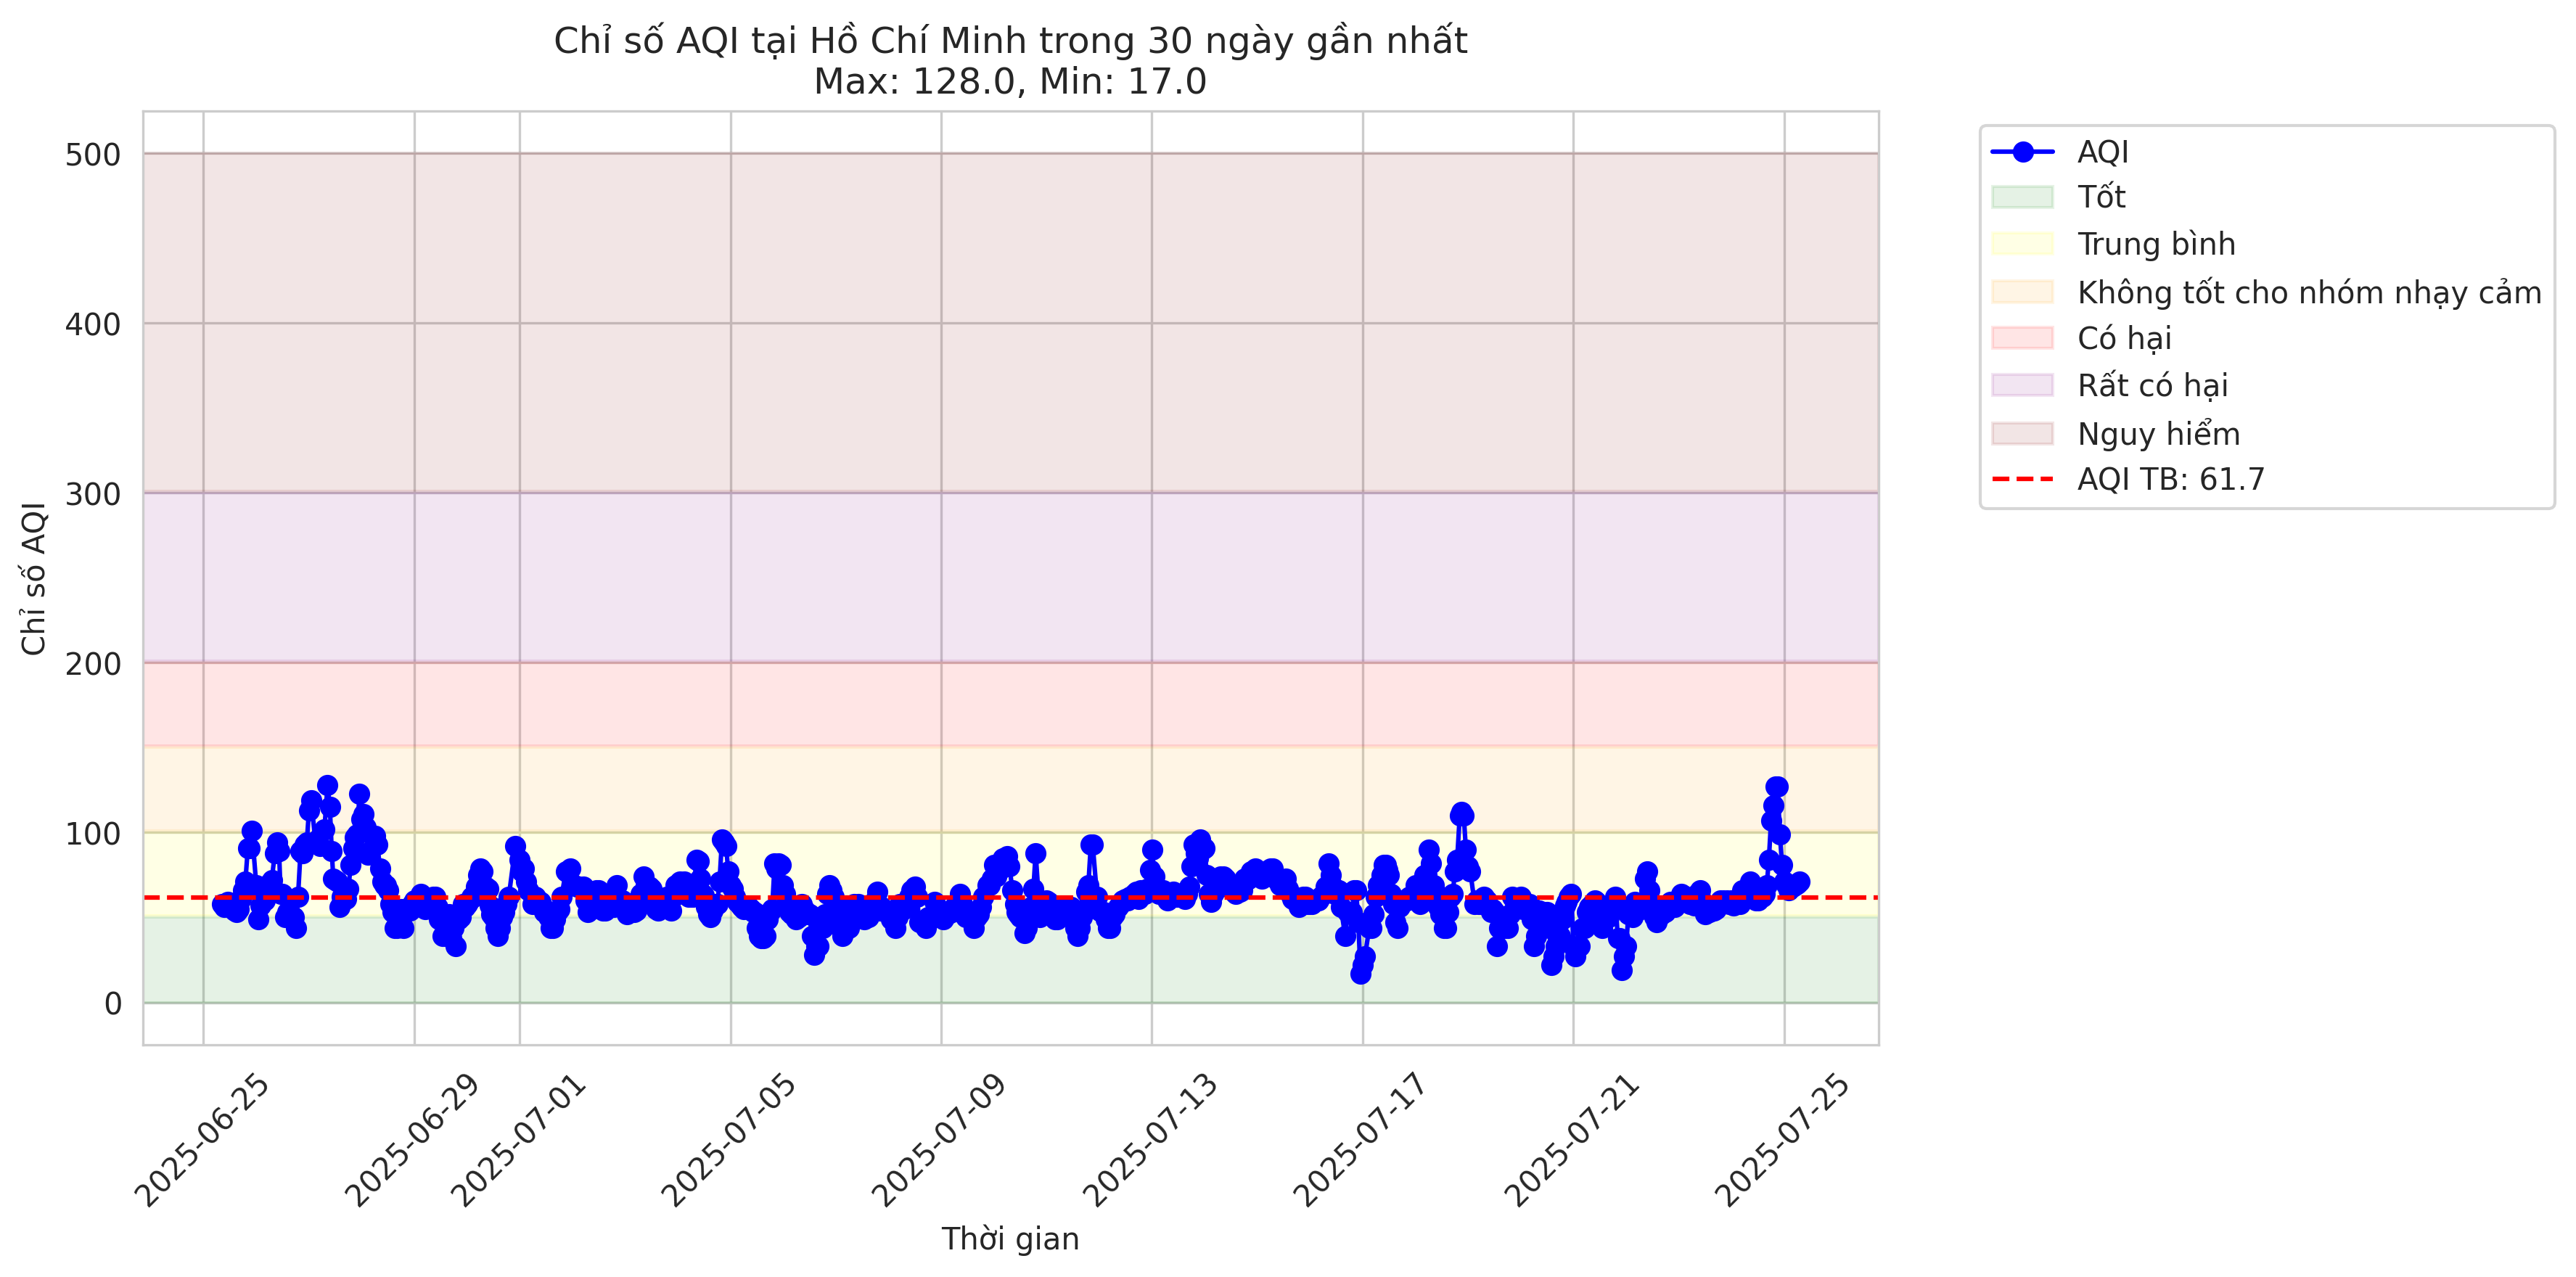 Chỉ số AQI tại Hồ Chí Minh trong 30 ngày gần nhất
Max: 128.0, Min: 17.0
Chỉ số AQI
500
400
300
200
100
0
2025-06-25
2025-06-29
2025-07-01
2025-07-05
2025-07-09
2025-07-13
2025-07-17
2025-07-21
2025-07-25
Thời gian
AQI
Tốt
Trung bình
Không tốt cho nhóm nhạy cảm
Có hại
Rất có hại
Nguy hiểm
AQI TB: 61.7